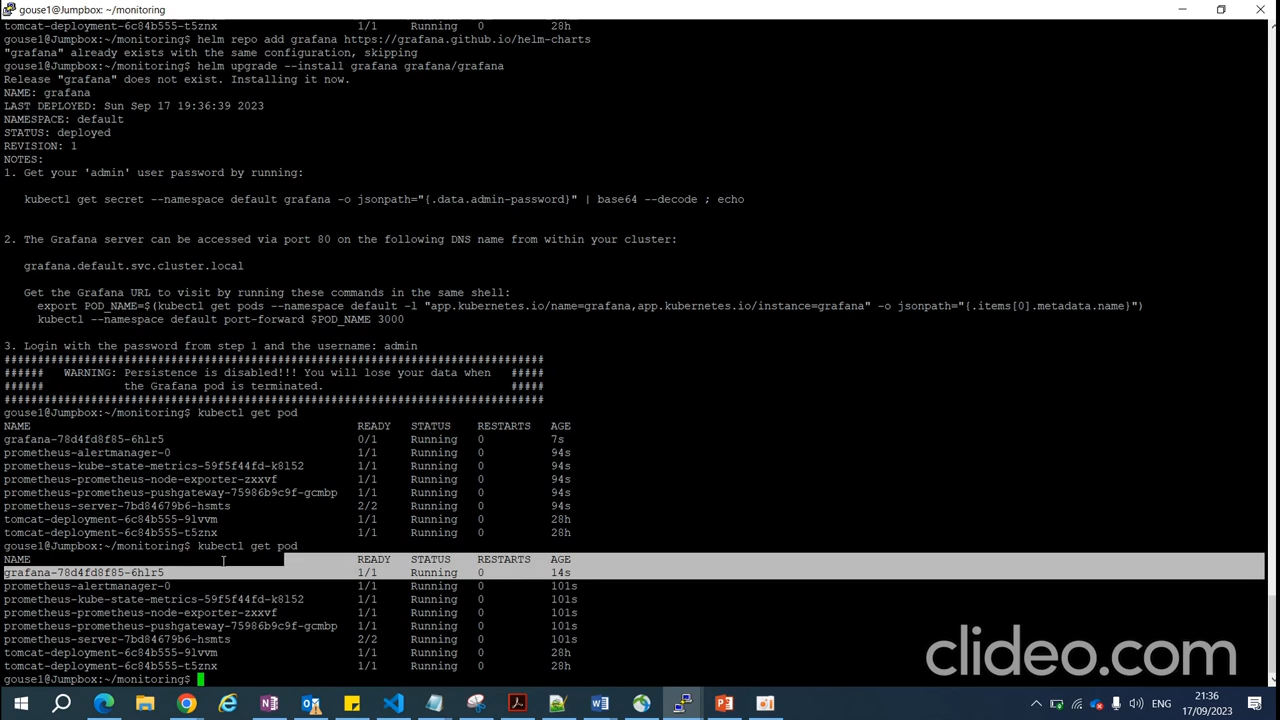 gouse1@Jumpbox: ~/monitoring
tomcat-deployment-6c84b555-t5znx 1/1 Running 0 28h
gouse1@Jumpbox:~/monitoring$ helm repo add grafana https://grafana.github.io/helm-charts
"grafana" already exists with the same configuration, skipping
gouse1@Jumpbox:~/monitoring$ helm upgrade --install grafana grafana/grafana
Release "grafana" does not exist. Installing it now.
NAME: grafana
LAST DEPLOYED: Sun Sep 17 19:36:39 2023
NAMESPACE: default
STATUS: deployed
REVISION: 1
NOTES:
1. Get your 'admin' user password by running:
kubectl get secret --namespace default grafana -o jsonpath="{.data.admin-password}" | base64 --decode ; echo
2. The Grafana server can be accessed via port 80 on the following DNS name from within your cluster:
grafana.default.svc.cluster.local
Get the Grafana URL to visit by running these commands in the same shell:
export POD_NAME=$(kubectl get pods --namespace default -l "app.kubernetes.io/name=grafana,app.kubernetes.io/instance=grafana" -o jsonpath="{.items[0].metadata.name}")
kubectl --namespace default port-forward $POD_NAME 3000
3. Login with the password from step 1 and the username: admin
#################################################################################
###### WARNING: Persistence is disabled!!! You will lose your data when #####
###### the Grafana pod is terminated. #####
#################################################################################
gouse1@Jumpbox:~/monitoring$ kubectl get pod
NAME READY STATUS RESTARTS AGE
grafana-78d4fd8f85-6hlr5 0/1 Running 0 7s
prometheus-alertmanager-0 1/1 Running 0 94s
prometheus-kube-state-metrics-59f5f44fd-k8152 1/1 Running 0 94s
prometheus-prometheus-node-exporter-zxxvf 1/1 Running 0 94s
prometheus-prometheus-pushgateway-75986b9c9f-gcmbp 1/1 Running 0 94s
prometheus-server-7bd84679b6-hsmts 2/2 Running 0 94s
tomcat-deployment-6c84b555-9lvvm 1/1 Running 0 28h
tomcat-deployment-6c84b555-t5znx 1/1 Running 0 28h
gouse1@Jumpbox:~/monitoring$ kubectl get pod
NAME READY STATUS RESTARTS AGE
grafana-78d4fd8f85-6hlr5 1/1 Running 0 14s
prometheus-alertmanager-0 1/1 Running 0 101s
prometheus-kube-state-metrics-59f5f44fd-k8152 1/1 Running 0 101s
prometheus-prometheus-node-exporter-zxxvf 1/1 Running 0 101s
prometheus-prometheus-pushgateway-75986b9c9f-gcmbp 1/1 Running 0 101s
prometheus-server-7bd84679b6-hsmts 2/2 Running 0 101s
tomcat-deployment-6c84b555-9lvvm 1/1 Running 0 28h
tomcat-deployment-6c84b555-t5znx 1/1 Running 0 28h
gouse1@Jumpbox:~/monitoring$
clideo.com
ENG
21:36
17/09/2023